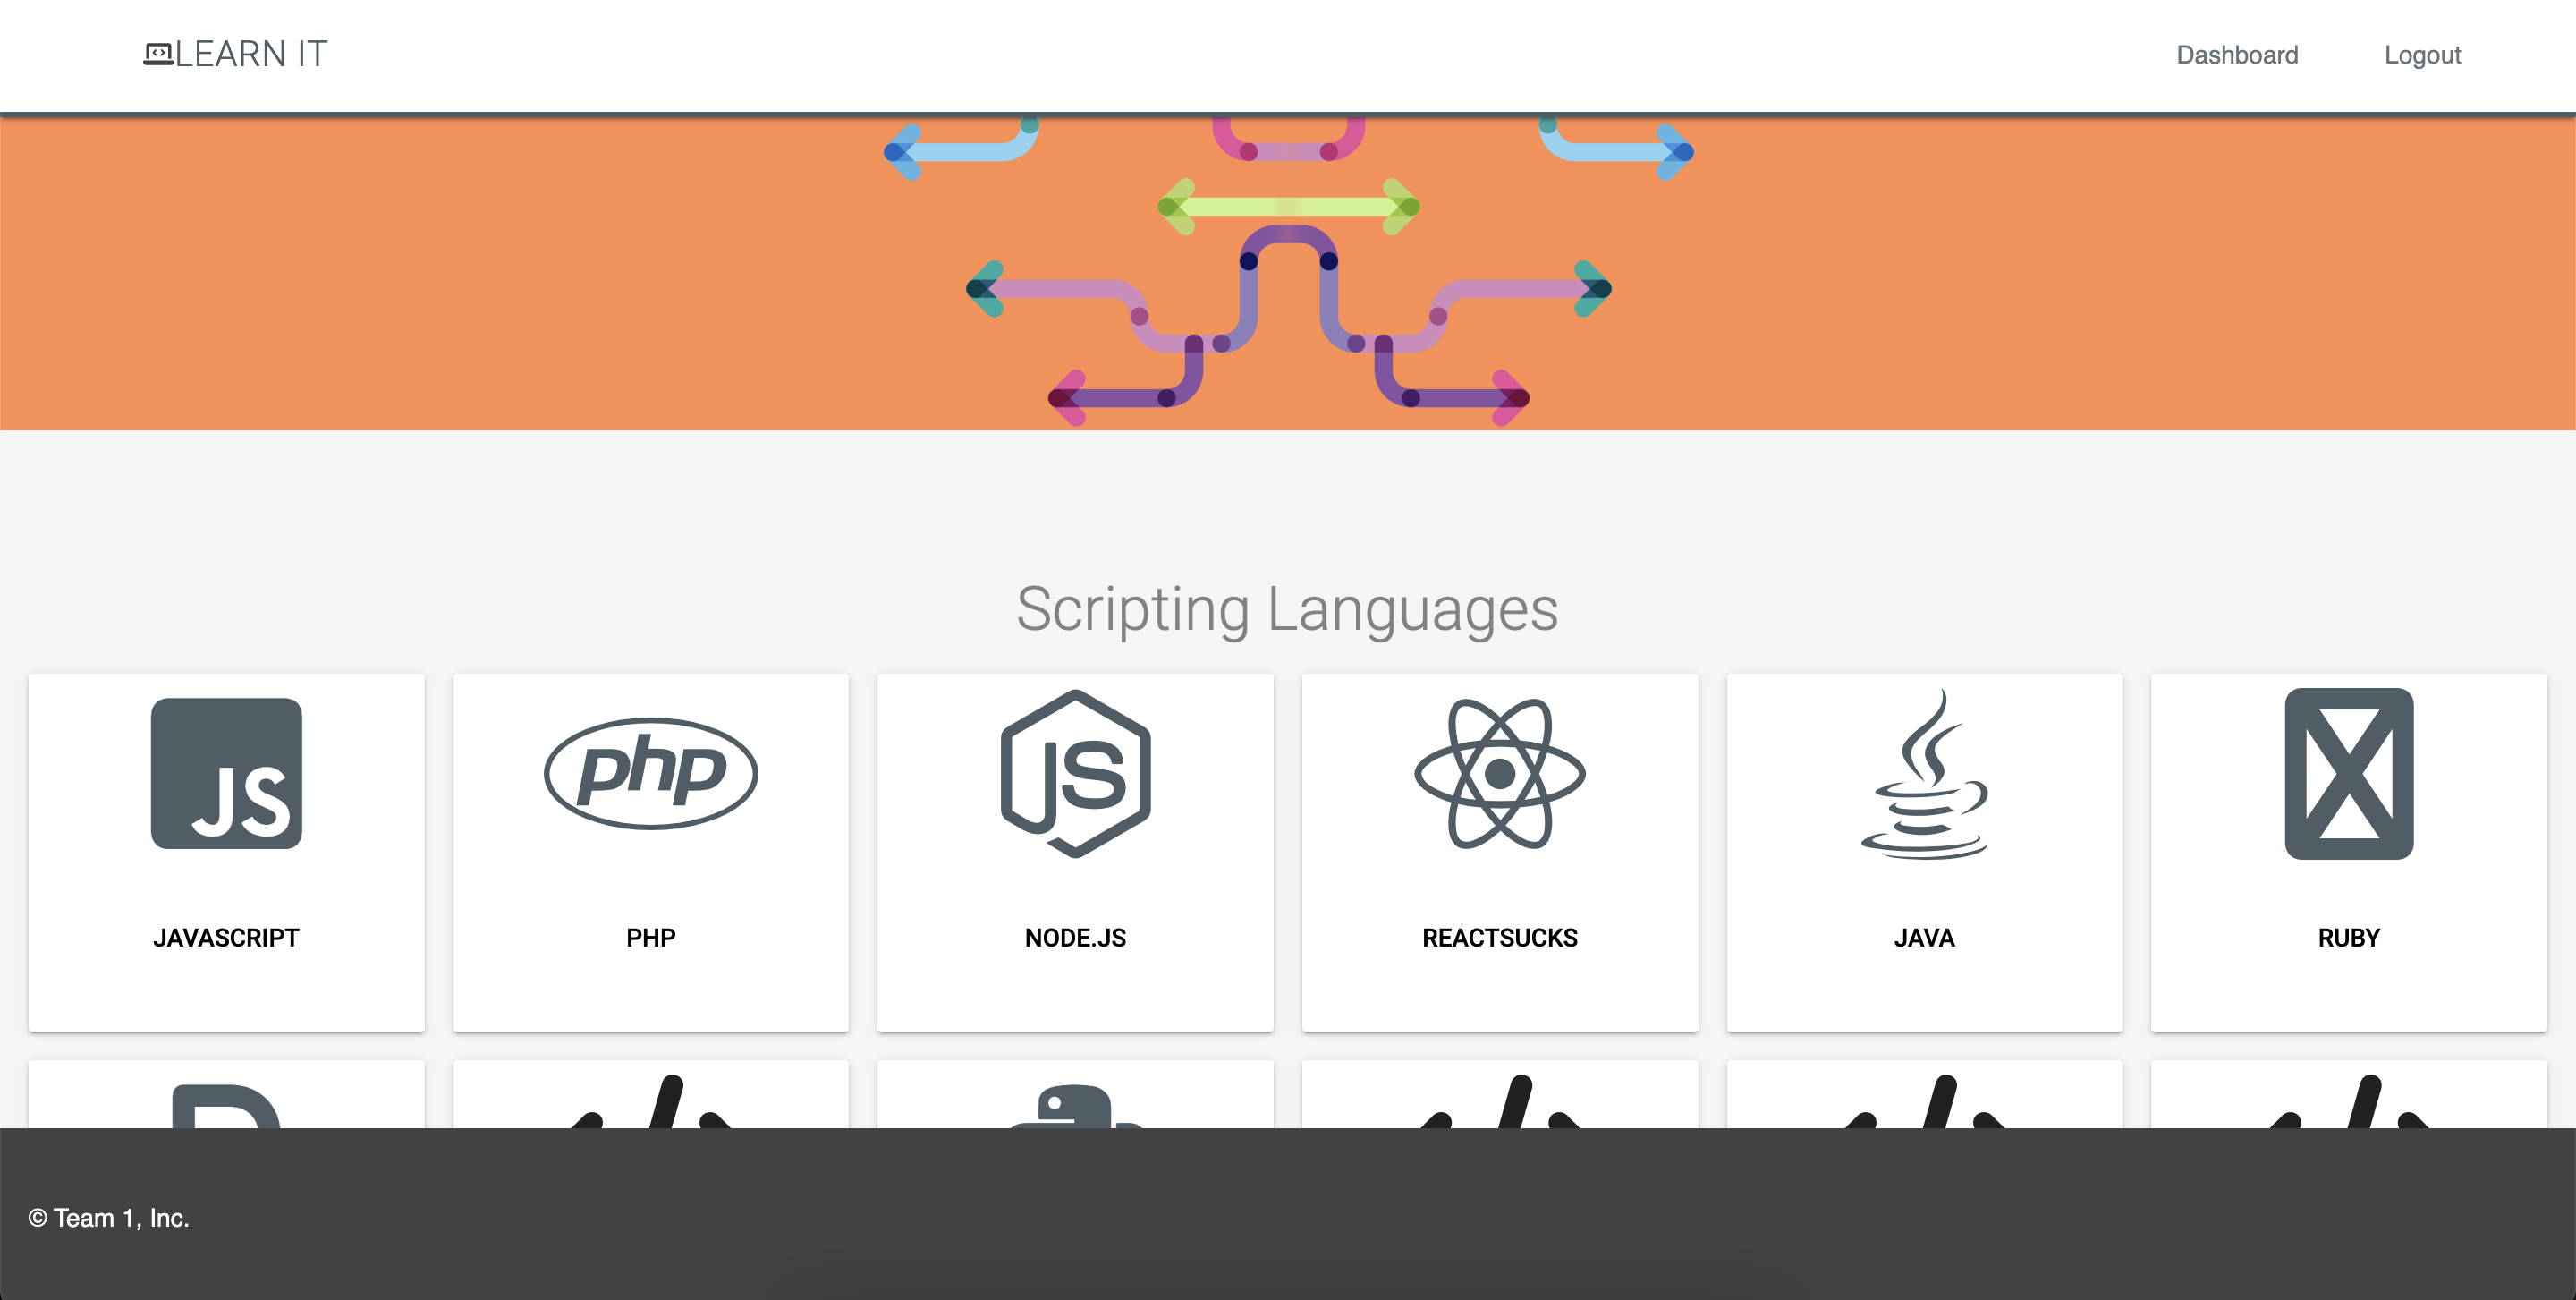 LEARN IT
Dashboard
Logout
Scripting Languages
JS
php
JS
JAVASCRIPT
PHP
NODE.JS
REACTSUCKS
JAVA
RUBY
© Team 1, Inc.